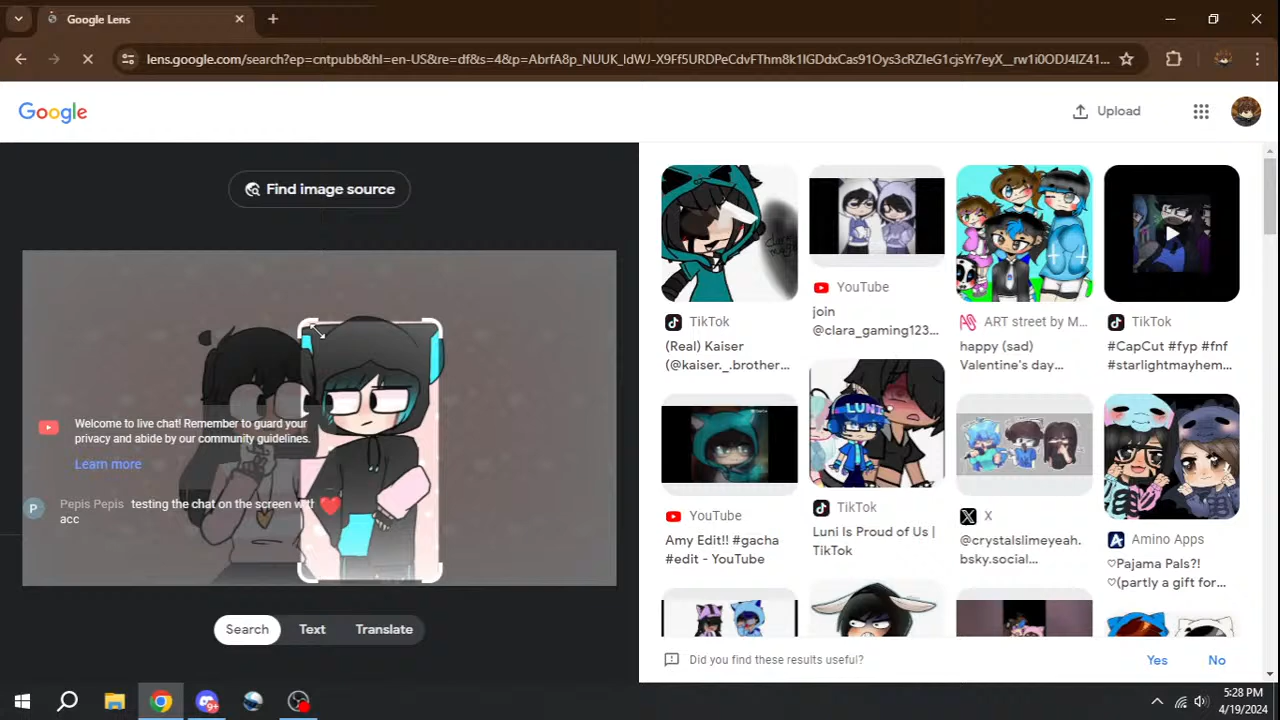 Google Lens
lens.google.com/search?ep=cntpubb&hl=en-US&re=df&s=4&p=AbrfA8p_NUUK_ldWJ-X9Ff5URDPeCdvFThm8k1IGDdxCas91Oys3cRZIeG1cjsYr7eyX__rw1i0ODJ4lZ41...
Google
Upload
Find image source
Welcome to live chat! Remember to guard your
privacy and abide by our community guidelines.
Learn more
P
Pepis Pepis testing the chat on the screen with
acc
Search
Text
Translate
TikTok
(Real) Kaiser
(@kaiser._.brother...
YouTube
join
@clara_gaming123...
ART street by M...
happy (sad)
Valentine's day...
TikTok
#CapCut #fyp #fnf
#starlightmayhem...
YouTube
Amy Edit!! #gacha
#edit - YouTube
LUNI
TikTok
Luni Is Proud of Us |
TikTok
X
@crystalslimeyeah.
bsky.social...
Amino Apps
♡Pajama Pals?!
♡(partly a gift for...
Did you find these results useful?
Yes
No
9+
5:28 PM
4/19/2024